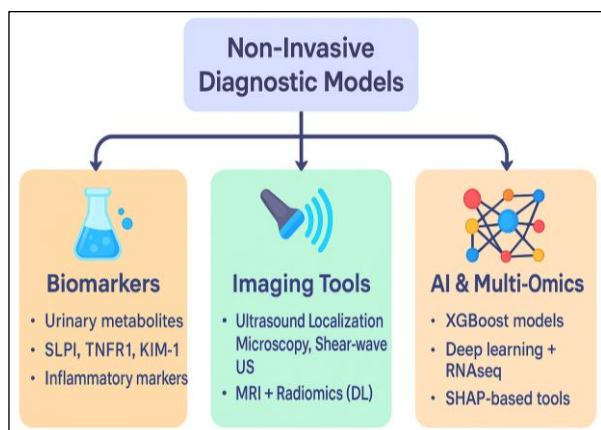 Non-Invasive
Diagnostic Models
Biomarkers
• Urinary metabolites
• SLPI, TNFR1, KIM-1
• Inflammatory markers
Imaging Tools
• Ultrasound Localization
Microscopy, Shear-wave
US
• MRI + Radiomics (DL)
AI & Multi-Omics
• XGBoost models
• Deep learning +
RNAseq
• SHAP-based tools